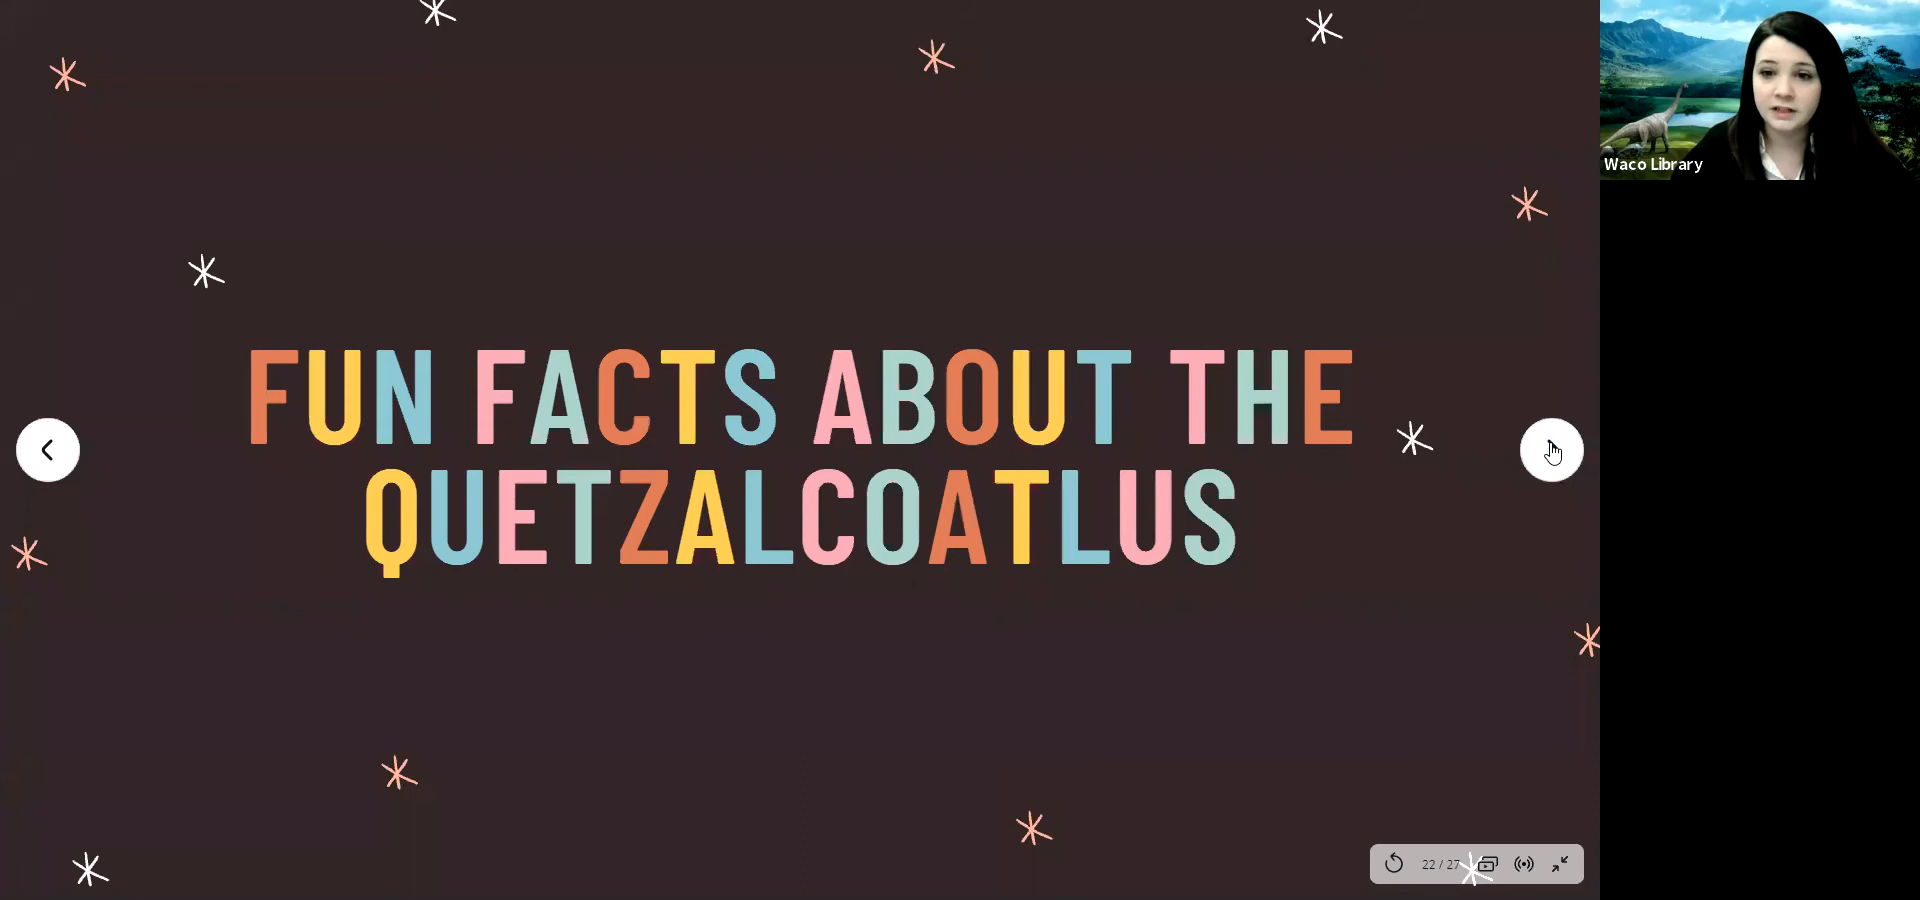 FUN FACTS ABOUT THE
QUETZALCOATLUS
Waco Library
22 / 27